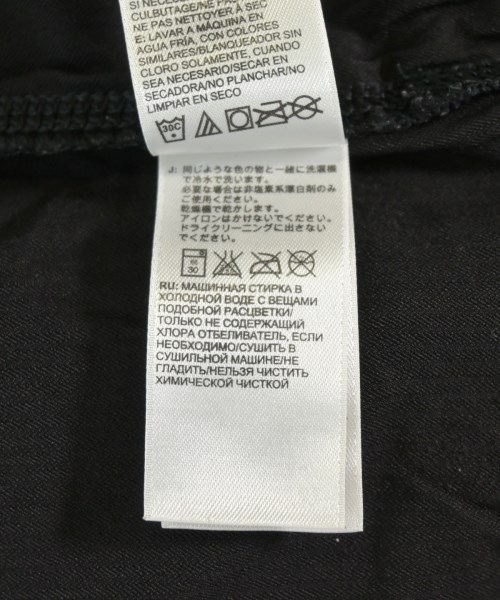 SI NECESS
CULBUTAGE/NE PAS
NE PAS NETTOYER A SEC
E: LAVAR A MÁQUINA EN
AGUA FRÍA, CON COLORES
SIMILARES/BLANQUEADOR SIN
CLORO SOLAMENTE, CUANDO
SEA NECESARIO/SECAR EN
SECADORA/NO PLANCHAR/NO
LIMPIAR EN SECO
30C
J: 同じような色の物と一緒に洗濯機
で冷水で洗います。
必要な場合は非塩素系漂白剤のみ
ご使用ください。
乾燥機で乾かします。
アイロンはかけないでください。
ドライクリーニングに出さない
でください。
30
RU: МАШИННАЯ СТИРКА В
ХОЛОДНОЙ ВОДЕ С ВЕЩАМИ
ПОДОБНОЙ РАСЦВЕТКИ/
ТОЛЬКО НЕ СОДЕРЖАЩИЙ
ХЛОРА ОТБЕЛИВАТЕЛЬ, ЕСЛИ
НЕОБХОДИМО/СУШИТЬ В
СУШИЛЬНОЙ МАШИНЕ/НЕ
ГЛАДИТЬ/НЕЛЬЗЯ ЧИСТИТЬ
ХИМИЧЕСКОЙ ЧИСТКОЙ